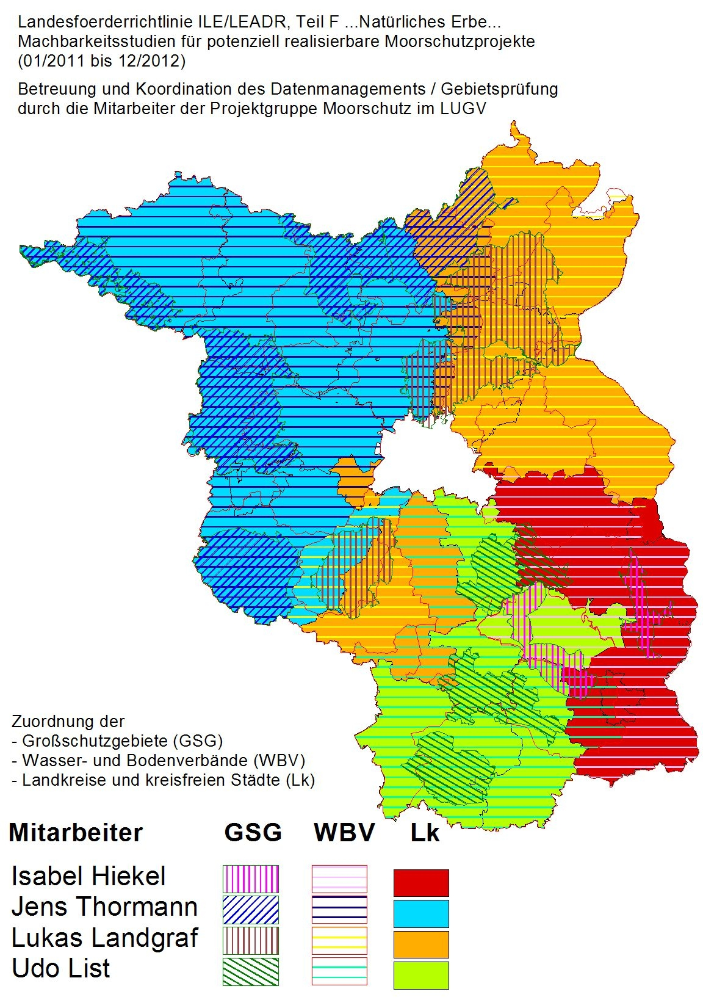 Landesfoerderrichtlinie ILE/LEADR, Teil F ...Natürliches Erbe...
Machbarkeitsstudien für potenziell realisierbare Moorschutzprojekte
(01/2011 bis 12/2012)
Betreuung und Koordination des Datenmanagements / Gebietsprüfung
durch die Mitarbeiter der Projektgruppe Moorschutz im LUGV
Zuordnung der
- Großschutzgebiete (GSG)
- Wasser- und Bodenverbände (WBV)
- Landkreise und kreisfreien Städte (Lk)
Mitarbeiter GSG WBV Lk
Isabel Hiekel
Jens Thormann
Lukas Landgraf
Udo List